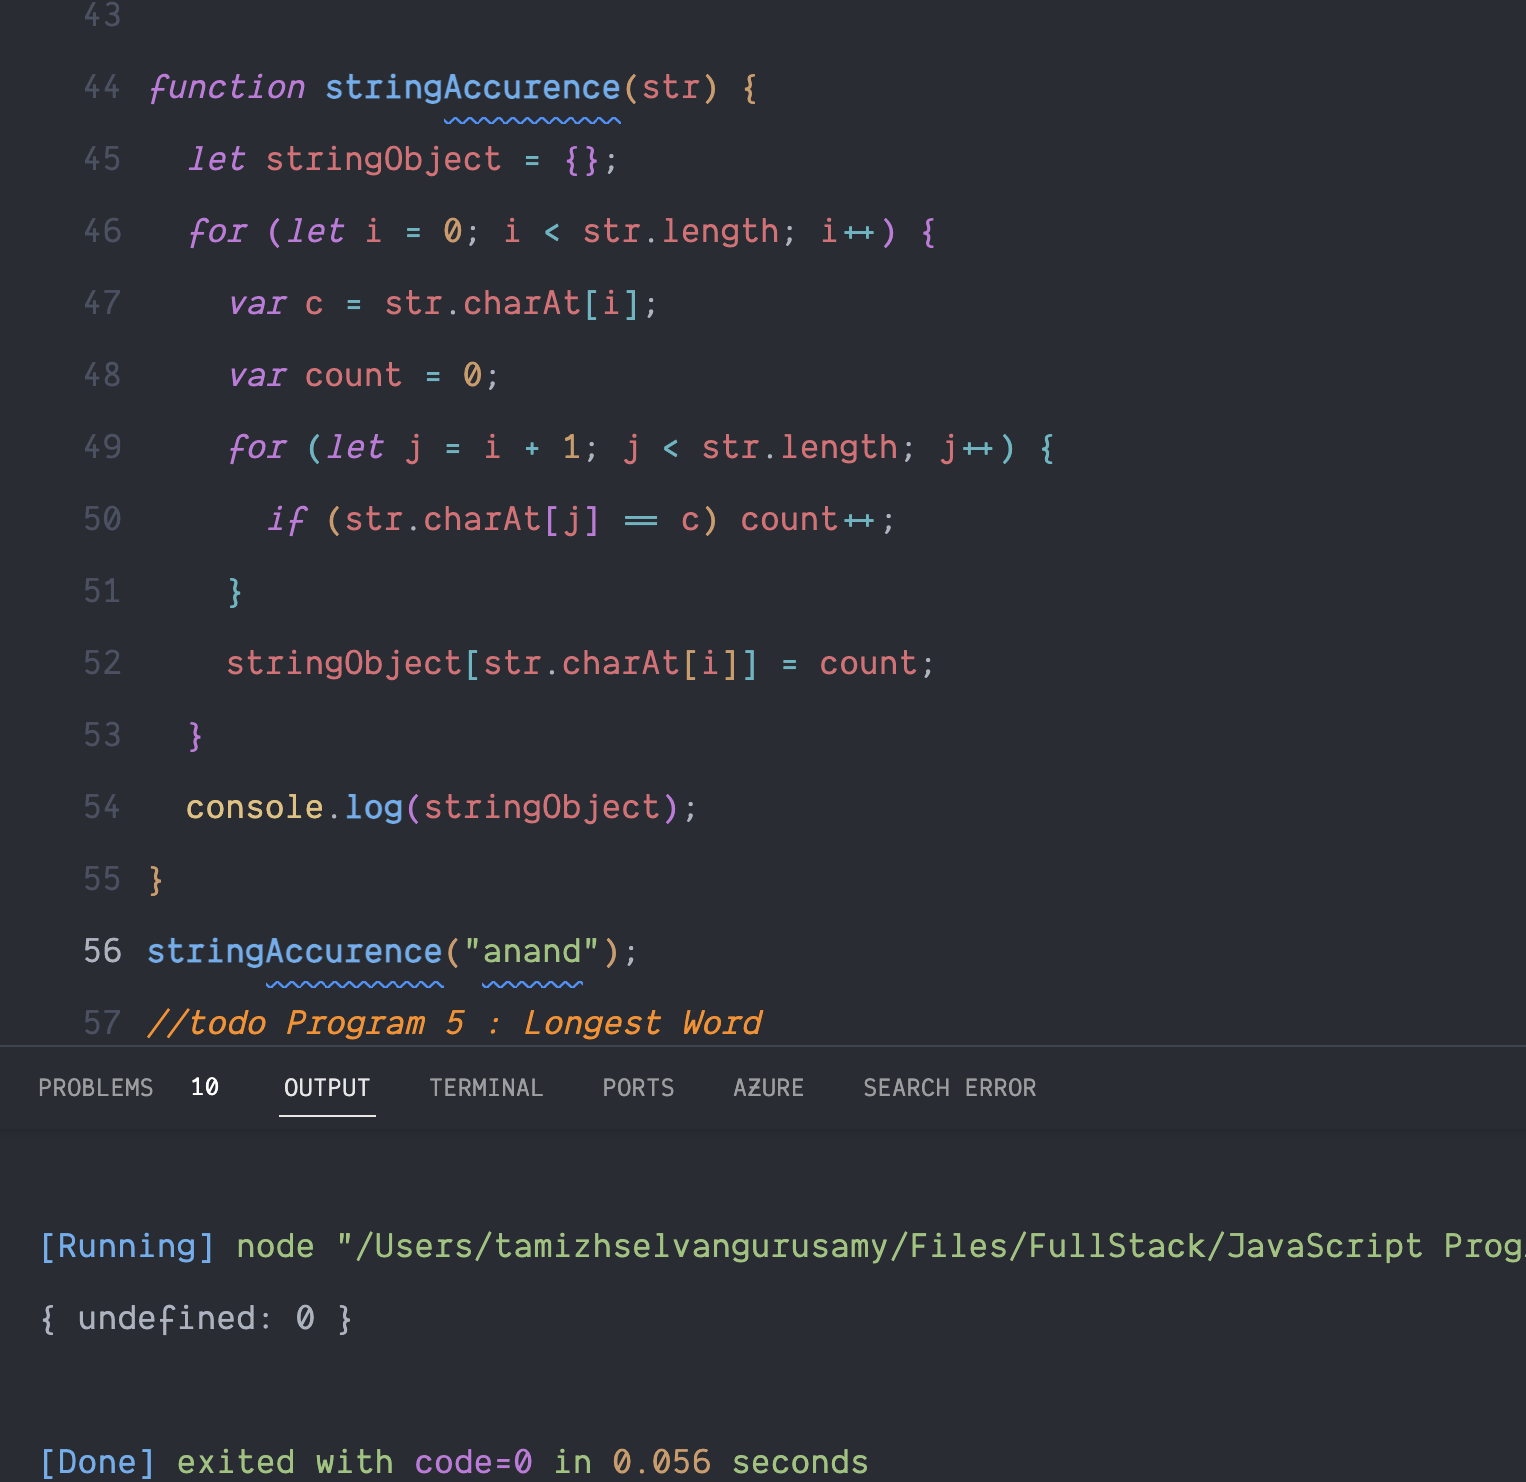 43
44 function stringAccurence(str) {
45 let stringObject = {};
46 for (let i = 0; i < str.length; i++) {
47 var c = str.charAt[i];
48 var count = 0;
49 for (let j = i + 1; j < str.length; j++) {
50 if (str.charAt[j] == c) count++;
51 }
52 stringObject[str.charAt[i]] = count;
53 }
54 console.log(stringObject);
55 }
56 stringAccurence("anand");
57 //todo Program 5 : Longest Word
PROBLEMS 10 OUTPUT TERMINAL PORTS AZURE SEARCH ERROR
[Running] node "/Users/tamizhselvangurusamy/Files/FullStack/JavaScript Prog
{ undefined: 0 }
[Done] exited with code=0 in 0.056 seconds